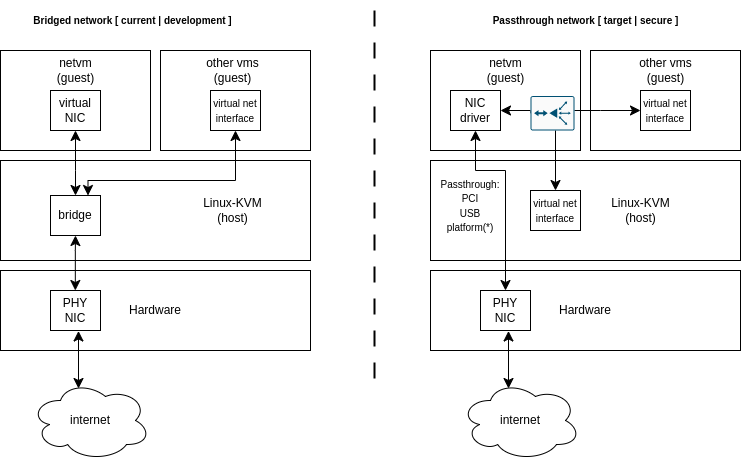 Bridged network [ current | development ]
netvm
(guest)
virtual
NIC
other vms
(guest)
virtual net
interface
bridge
Linux-KVM
(host)
PHY
NIC
Hardware
internet
Passthrough network [ target | secure ]
netvm
(guest)
NIC
driver
other vms
(guest)
virtual net
interface
Passthrough:
PCI
USB
platform(*)
virtual net
interface
Linux-KVM
(host)
PHY
NIC
Hardware
internet